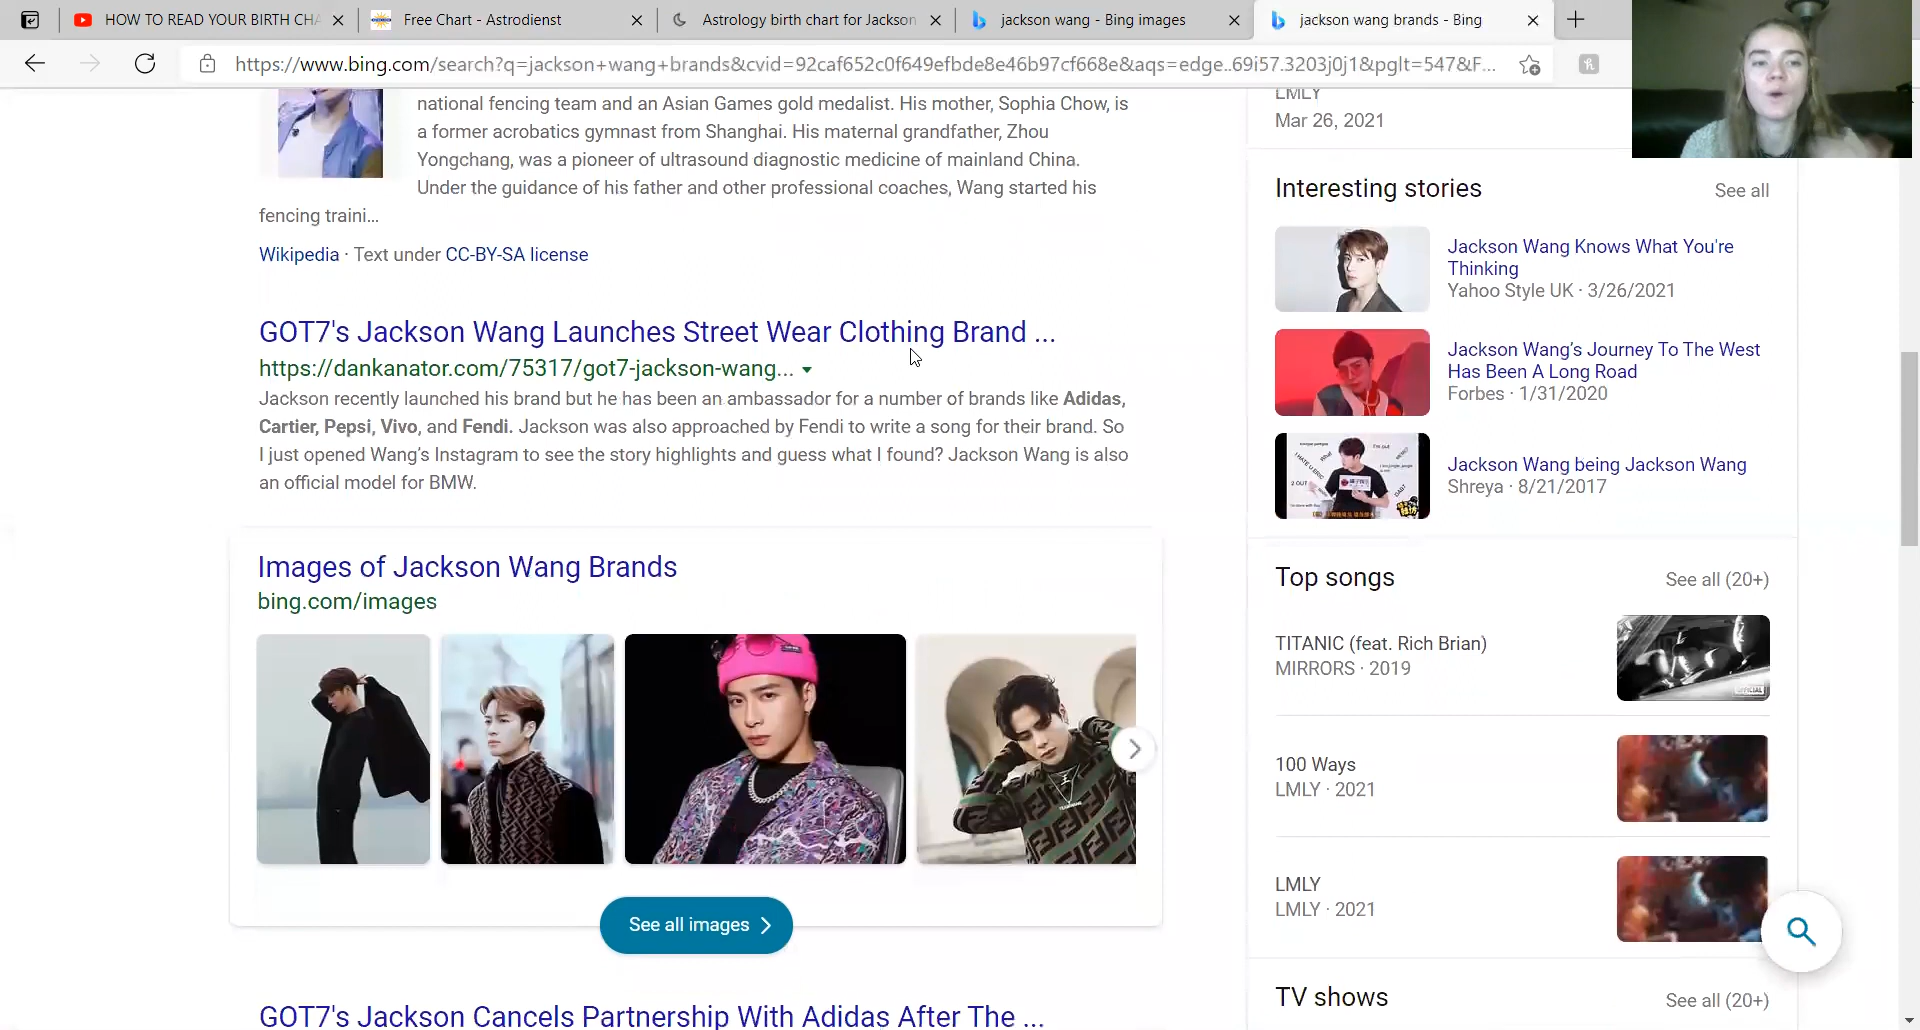 HOW TO READ YOUR BIRTH CHA
Free Chart - Astrodienst
Astrology birth chart for Jackson
jackson wang - Bing images
jackson wang brands - Bing
https://www.bing.com/search?q=jackson+wang+brands&cvid=92caf652c0f649efbde8e46b97cf668e&aqs=edge..69i57.3203j0j1&pglt=547&F...
national fencing team and an Asian Games gold medalist. His mother, Sophia Chow, is
a former acrobatics gymnast from Shanghai. His maternal grandfather, Zhou
Yongchang, was a pioneer of ultrasound diagnostic medicine of mainland China.
Under the guidance of his father and other professional coaches, Wang started his
fencing traini...
Wikipedia · Text under CC-BY-SA license
GOT7's Jackson Wang Launches Street Wear Clothing Brand ...
https://dankanator.com/75317/got7-jackson-wang...
Jackson recently launched his brand but he has been an ambassador for a number of brands like Adidas,
Cartier, Pepsi, Vivo, and Fendi. Jackson was also approached by Fendi to write a song for their brand. So
I just opened Wang's Instagram to see the story highlights and guess what I found? Jackson Wang is also
an official model for BMW.
Images of Jackson Wang Brands
bing.com/images
See all images
GOT7's Jackson Cancels Partnership With Adidas After The ...
LMLY
Mar 26, 2021
Interesting stories
See all
Jackson Wang Knows What You're
Thinking
Yahoo Style UK · 3/26/2021
Jackson Wang's Journey To The West
Has Been A Long Road
Forbes · 1/31/2020
Jackson Wang being Jackson Wang
Shreya · 8/21/2017
Top songs
See all (20+)
TITANIC (feat. Rich Brian)
MIRRORS · 2019
100 Ways
LMLY · 2021
LMLY
LMLY · 2021
TV shows
See all (20+)